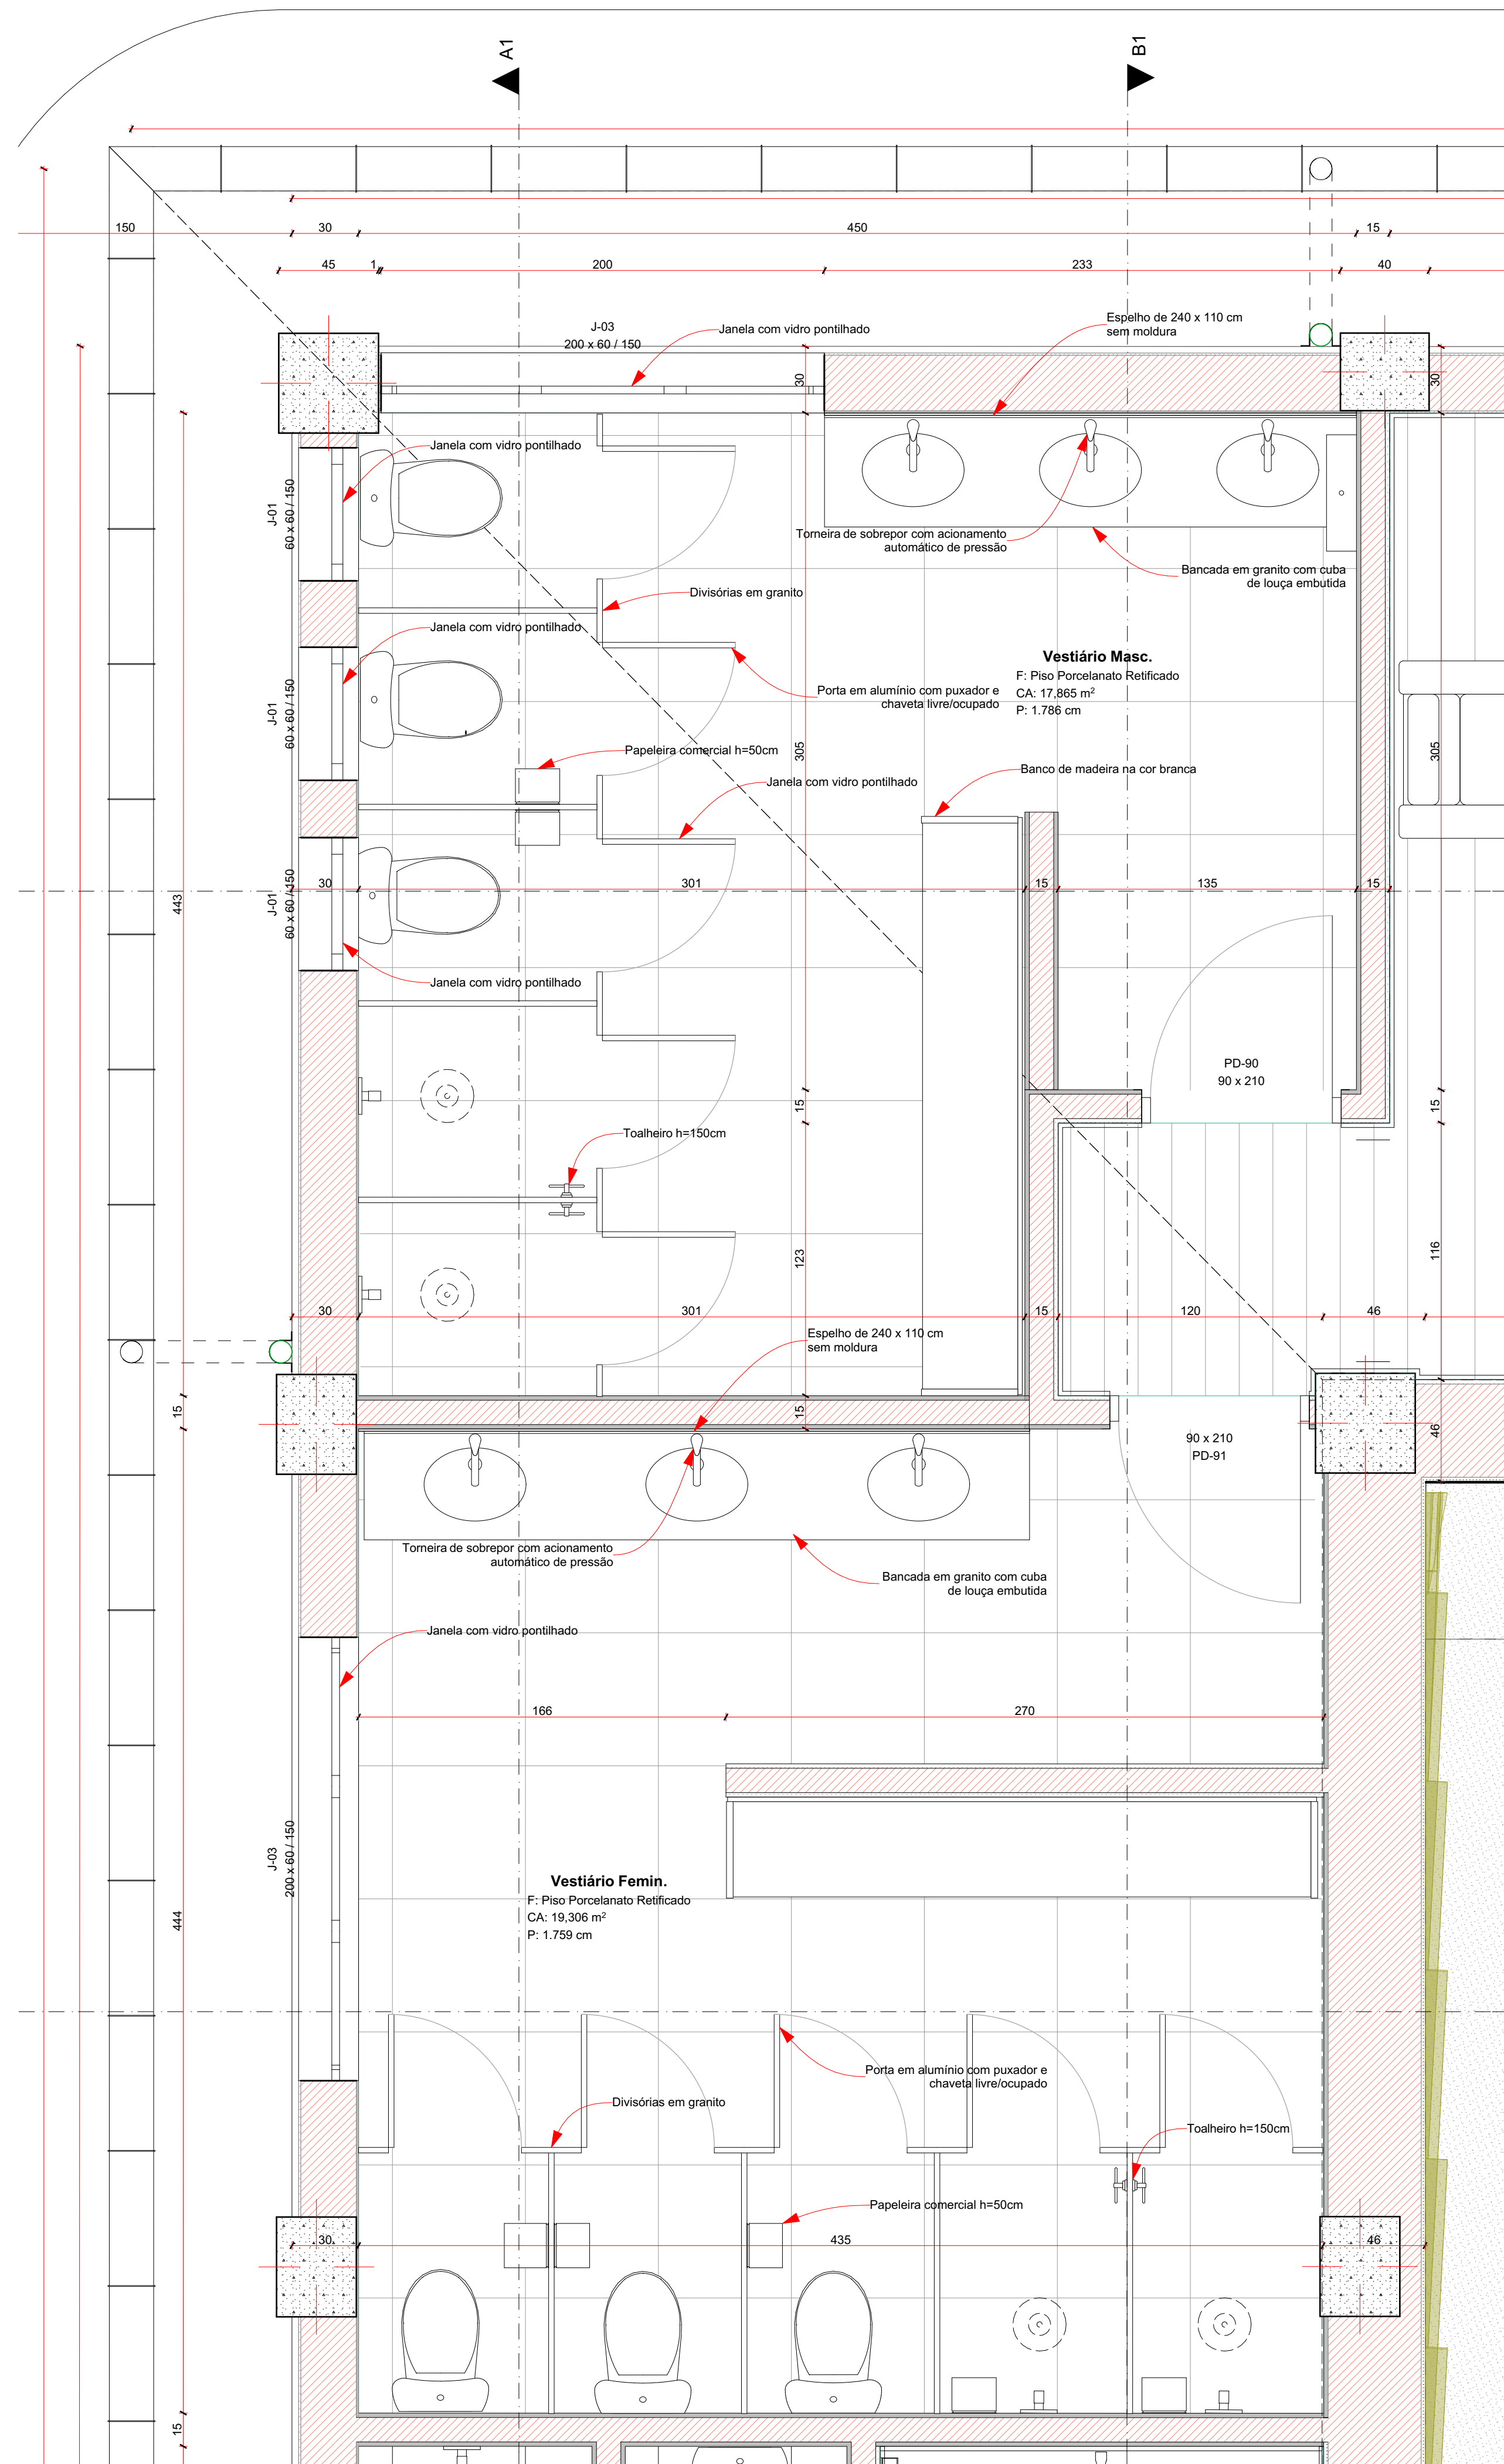 A1
B1
150
30
450
15
45
1
200
233
40
J-03
200 x 60 / 150
Janela com vidro pontilhado
Espelho de 240 x 110 cm
sem moldura
30
30
Janela com vidro pontilhado
J-01
60 x 60 / 150
Torneira de sobrepor com acionamento
automático de pressão
Bancada em granito com cuba
de louça embutida
Divisórias em granito
Janela com vidro pontilhado
J-01
60 x 60 / 150
Vestiário Masc.
F: Piso Porcelanato Retificado
CA: 17,865 m²
P: 1.786 cm
Porta em alumínio com puxador e
chaveta livre/ocupado
Papeleira comercial h=50cm
305
305
Banco de madeira na cor branca
Janela com vidro pontilhado
J-01
60 x 60 / 150
443
30
301
15
135
15
Janela com vidro pontilhado
PD-90
90 x 210
15
15
Toalheiro h=150cm
123
116
30
301
15
120
46
Espelho de 240 x 110 cm
sem moldura
15
15
46
90 x 210
PD-91
Torneira de sobrepor com acionamento
automático de pressão
Bancada em granito com cuba
de louça embutida
Janela com vidro pontilhado
166
270
J-03
200 x 60 / 150
Vestiário Femin.
F: Piso Porcelanato Retificado
CA: 19,306 m²
P: 1.759 cm
444
Porta em alumínio com puxador e
chaveta livre/ocupado
Divisórias em granito
Toalheiro h=150cm
Papeleira comercial h=50cm
30
435
46
15